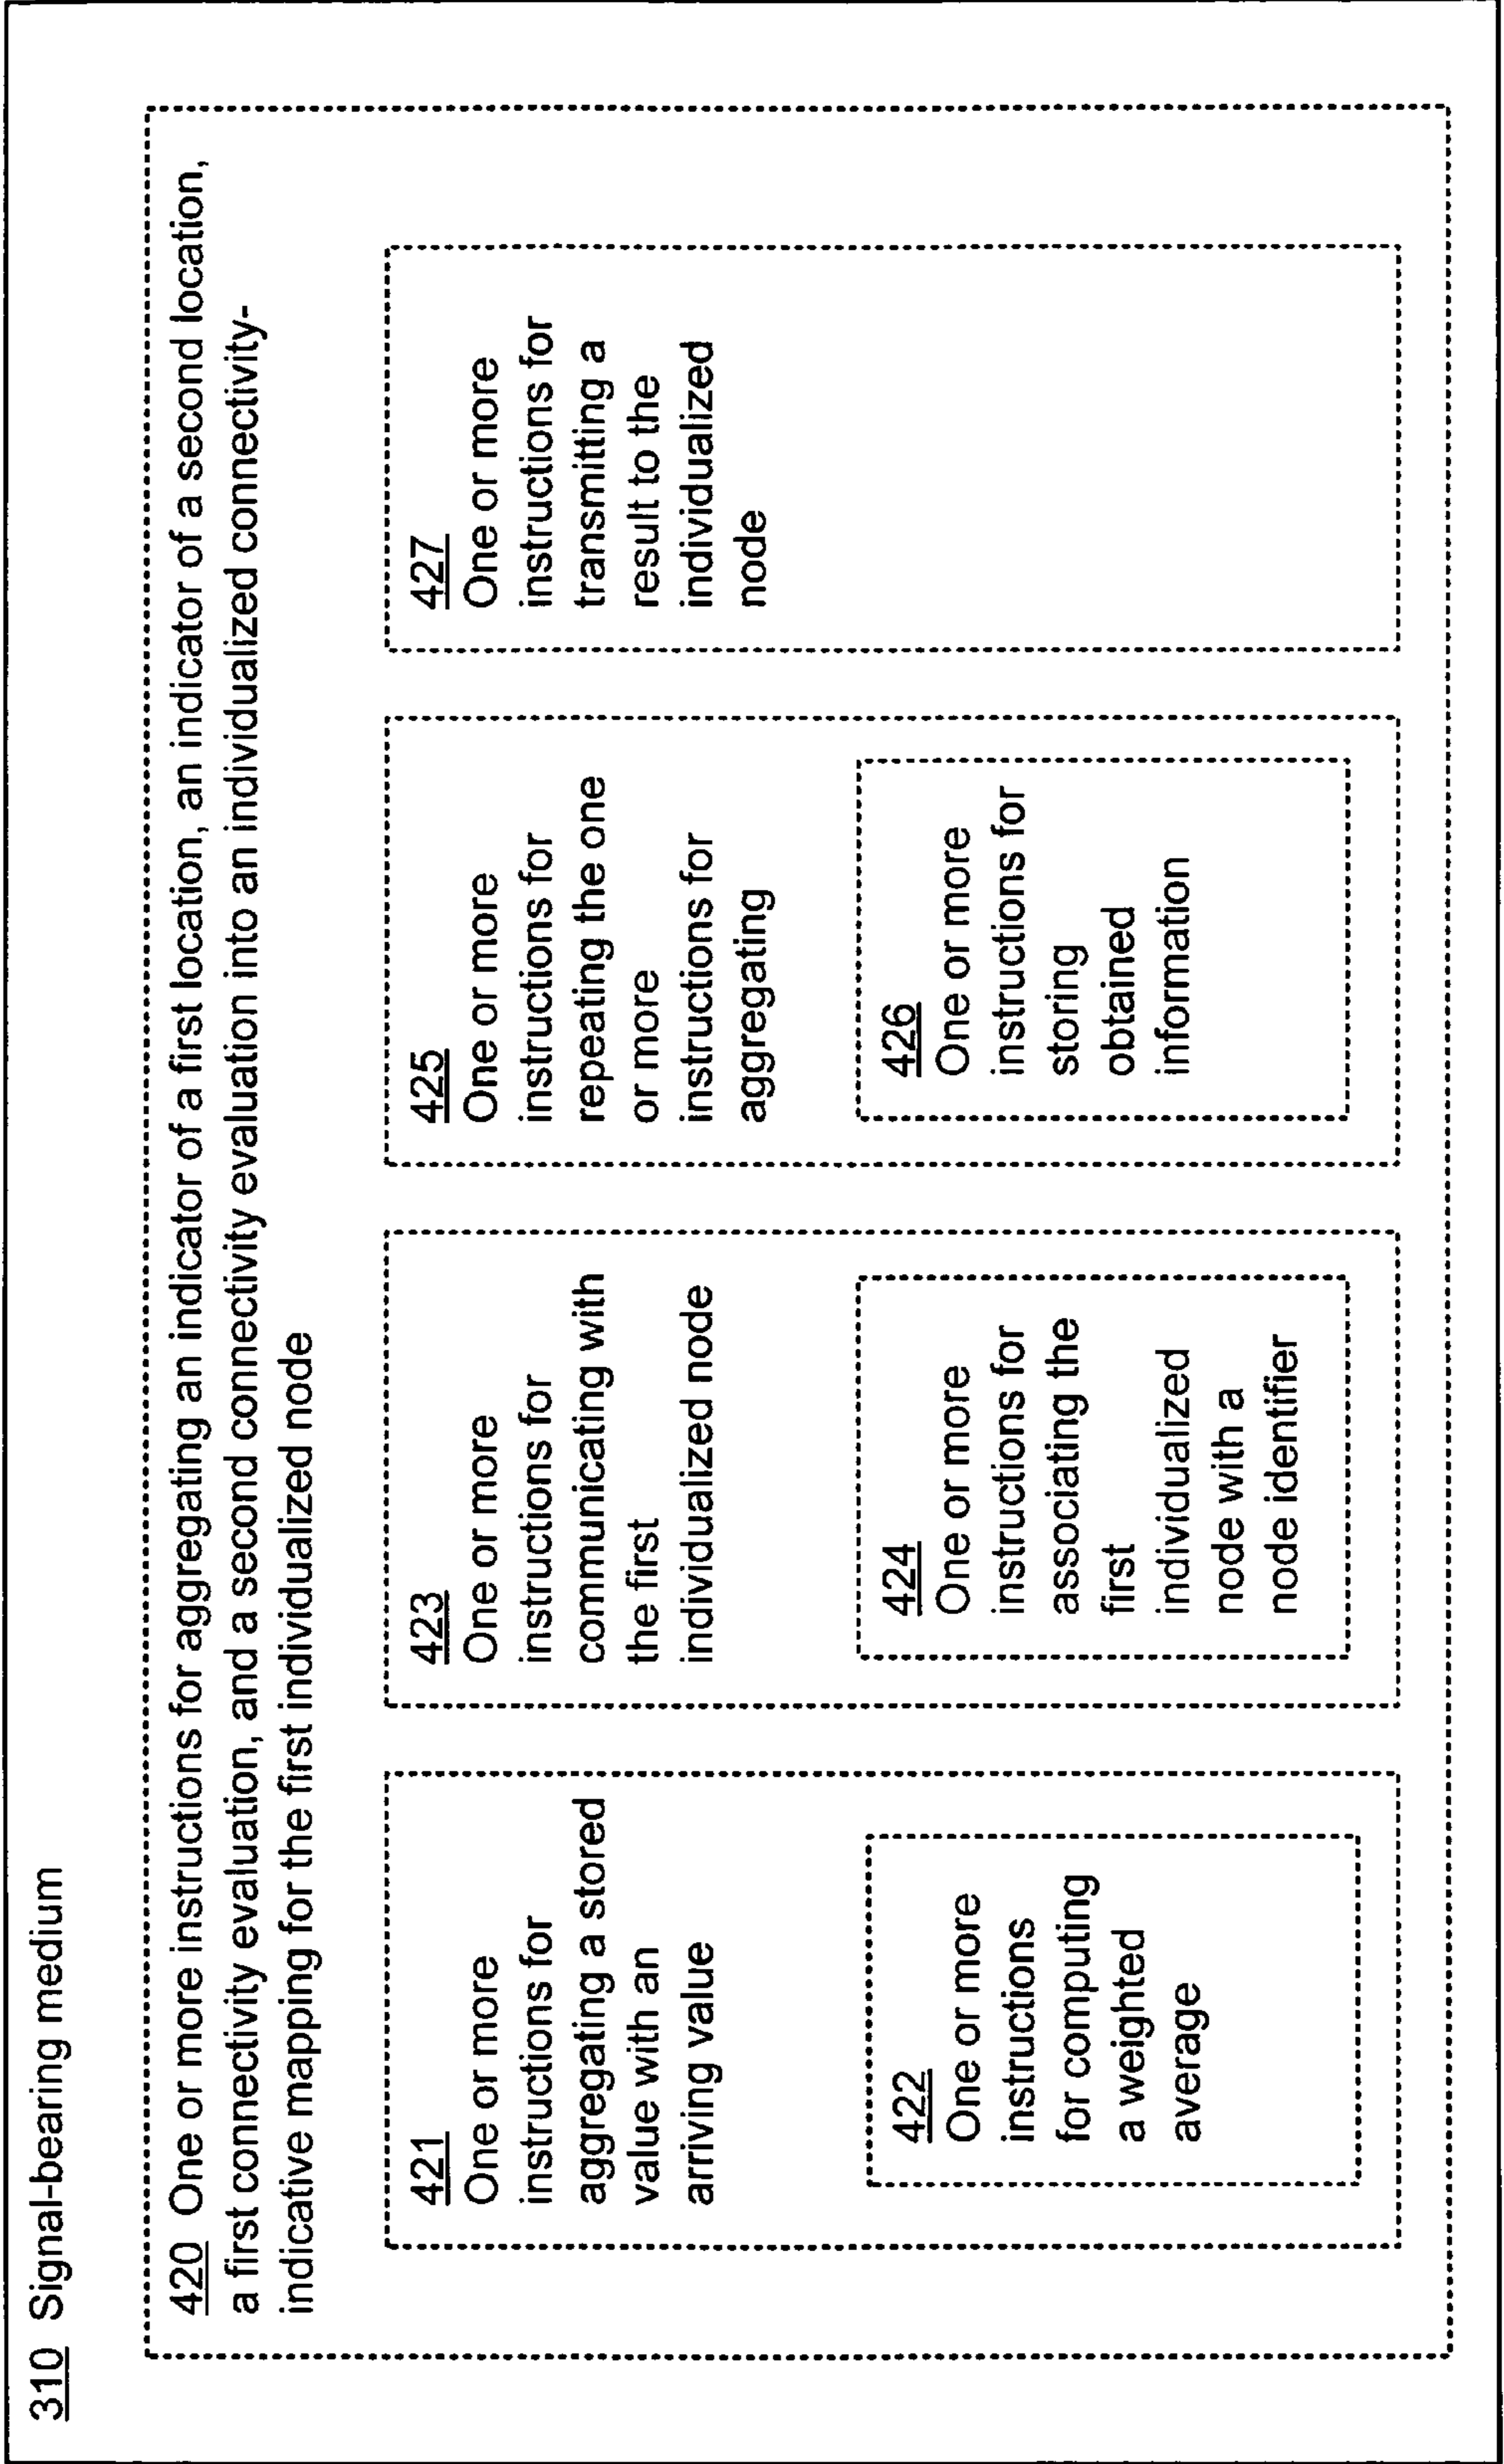 310 Signal-bearing medium
420 One or more instructions for aggregating an indicator of a first location, an indicator of a second location,
a first connectivity evaluation, and a second connectivity evaluation into an individualized connectivity-
indicative mapping for the first individualized node
421
One or more
instructions for
aggregating a stored
value with an
arriving value
422
One or more
instructions
for computing
a weighted
average
423
One or more
instructions for
communicating with
the first
individualized node
424
One or more
instructions for
associating the
first
individualized
node with a
node identifier
425
One or more
instructions for
repeating the one
or more
instructions for
aggregating
426
One or more
instructions for
storing
obtained
information
427
One or more
instructions for
transmitting a
result to the
individualized
node